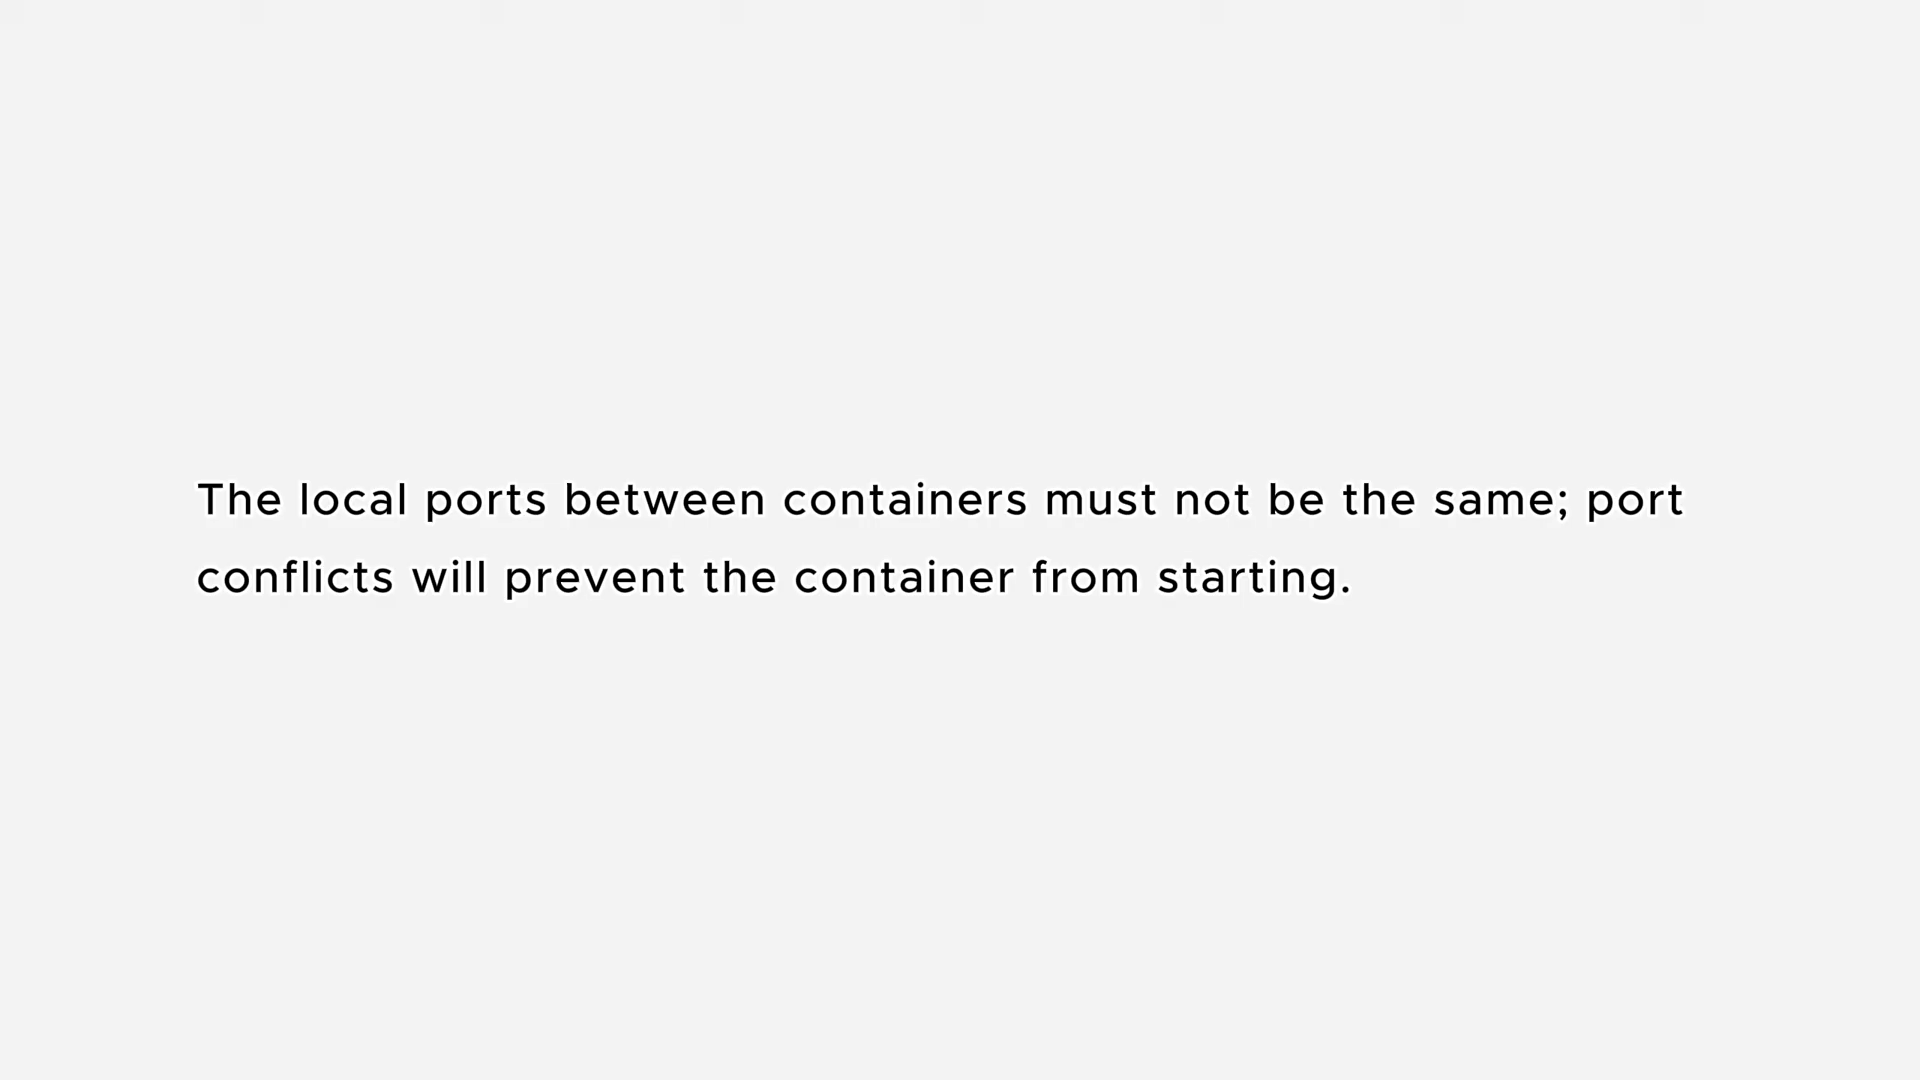 The local ports between containers must not be the same; port
conflicts will prevent the container from starting.